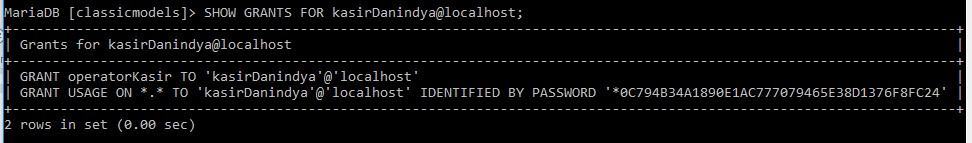 MariaDB [classicmodels]> SHOW GRANTS FOR kasirDanindya@localhost;
| Grants for kasirDanindya@localhost |
| GRANT operatorKasir TO 'kasirDanindya'@'localhost'
| GRANT USAGE ON *.* TO 'kasirDanindya'@'localhost' IDENTIFIED BY PASSWORD '*0C794B34A1890E1AC777079465E38D1376F8FC24' |
2 rows in set (0.00 sec)